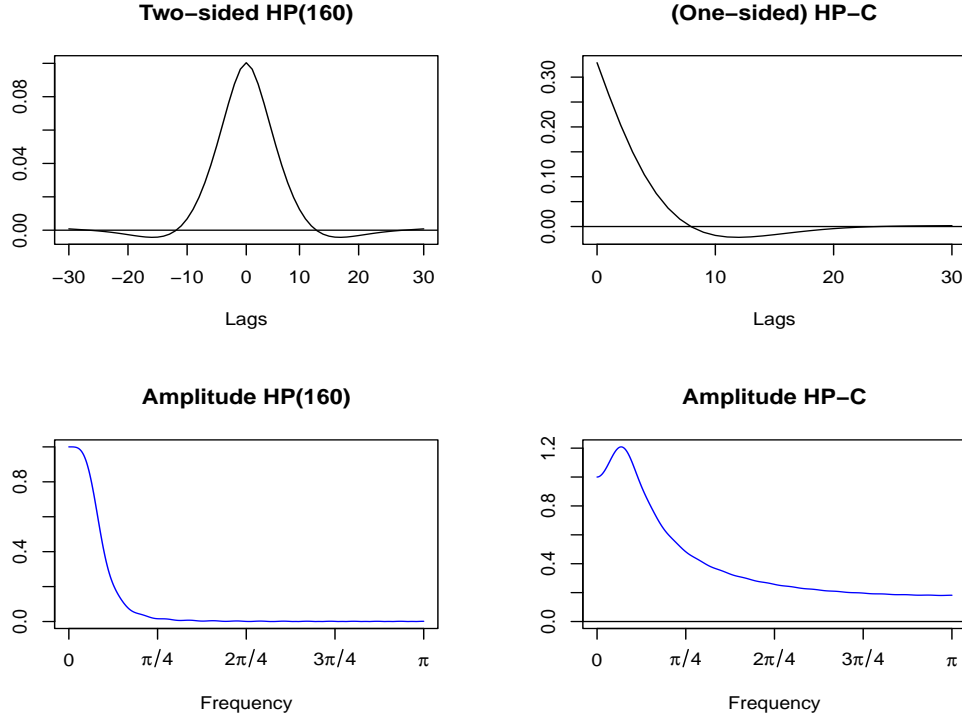 Two−sided HP(160)
0.00
0.04
0.08
−30 −20 −10 0 10 20 30
Lags
(One−sided) HP−C
0.00
0.10
0.20
0.30
0 10 20 30
Lags
Amplitude HP(160)
0.0
0.4
0.8
0 π/4 2π/4 3π/4 π
Frequency
Amplitude HP−C
0.0
0.4
0.8
1.2
0 π/4 2π/4 3π/4 π
Frequency